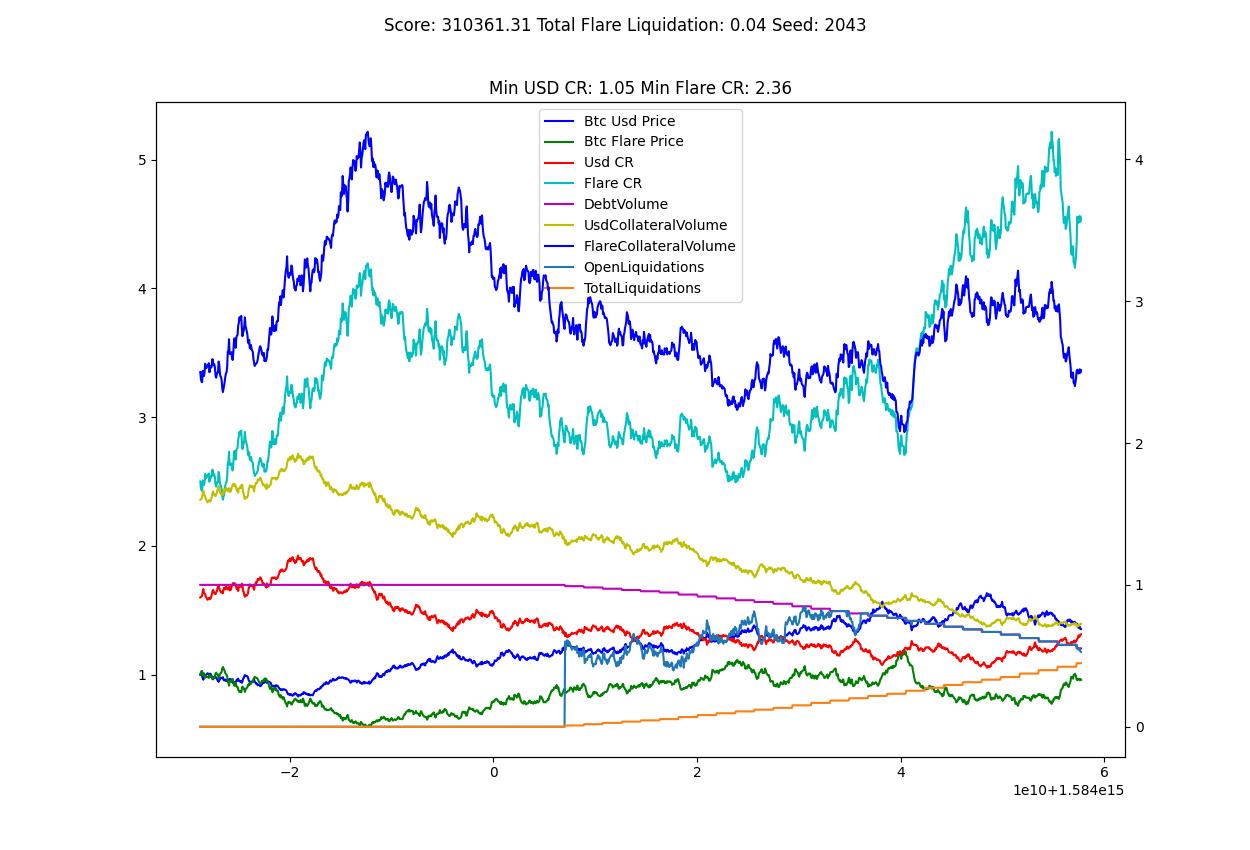 Score: 310361.31 Total Flare Liquidation: 0.04 Seed: 2043
Min USD CR: 1.05 Min Flare CR: 2.36
Btc Usd Price
Btc Flare Price
Usd CR
Flare CR
DebtVolume
UsdCollateralVolume
FlareCollateralVolume
OpenLiquidations
TotalLiquidations
5
4
3
2
1
4
3
2
1
0
−2
0
2
4
6
1e10+1.584e15